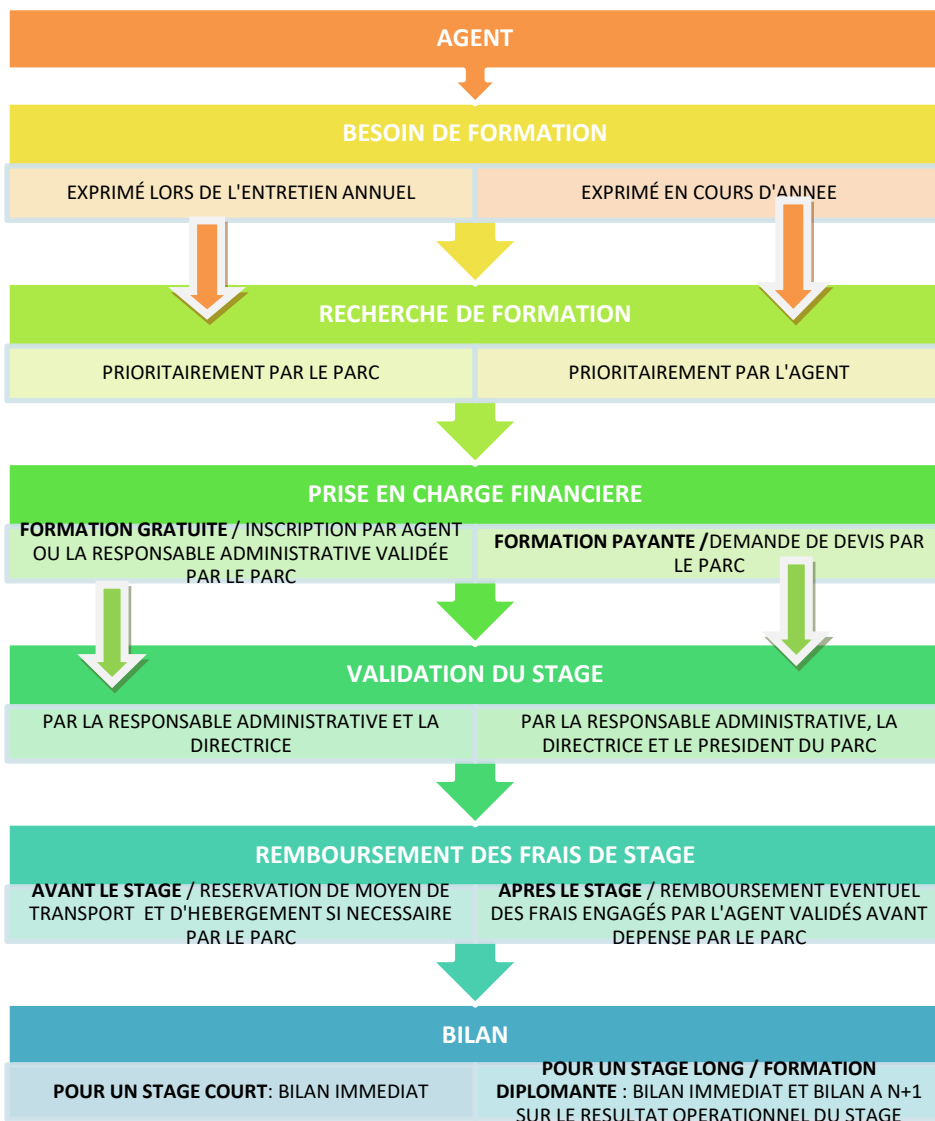 AGENT
BESOIN DE FORMATION
EXPRIMÉ LORS DE L'ENTRETIEN ANNUEL
EXPRIMÉ EN COURS D'ANNEE
RECHERCHE DE FORMATION
PRIORITAIREMENT PAR LE PARC
PRIORITAIREMENT PAR L'AGENT
PRISE EN CHARGE FINANCIERE
FORMATION GRATUITE / INSCRIPTION PAR AGENT
OU LA RESPONSABLE ADMINISTRATIVE VALIDÉE
PAR LE PARC
FORMATION PAYANTE /DEMANDE DE DEVIS PAR
LE PARC
VALIDATION DU STAGE
PAR LA RESPONSABLE ADMINISTRATIVE ET LA
DIRECTRICE
PAR LA RESPONSABLE ADMINISTRATIVE, LA
DIRECTRICE ET LE PRESIDENT DU PARC
REMBOURSEMENT DES FRAIS DE STAGE
AVANT LE STAGE / RESERVATION DE MOYEN DE
TRANSPORT ET D'HEBERGEMENT SI NECESSAIRE
PAR LE PARC
APRES LE STAGE / REMBOURSEMENT EVENTUEL
DES FRAIS ENGAGÉS PAR L'AGENT VALIDÉS AVANT
DEPENSE PAR LE PARC
BILAN
POUR UN STAGE COURT: BILAN IMMEDIAT
POUR UN STAGE LONG / FORMATION
DIPLOMANTE : BILAN IMMEDIAT ET BILAN A N+1
SUR LE RESULTAT OPERATIONNEL DU STAGE